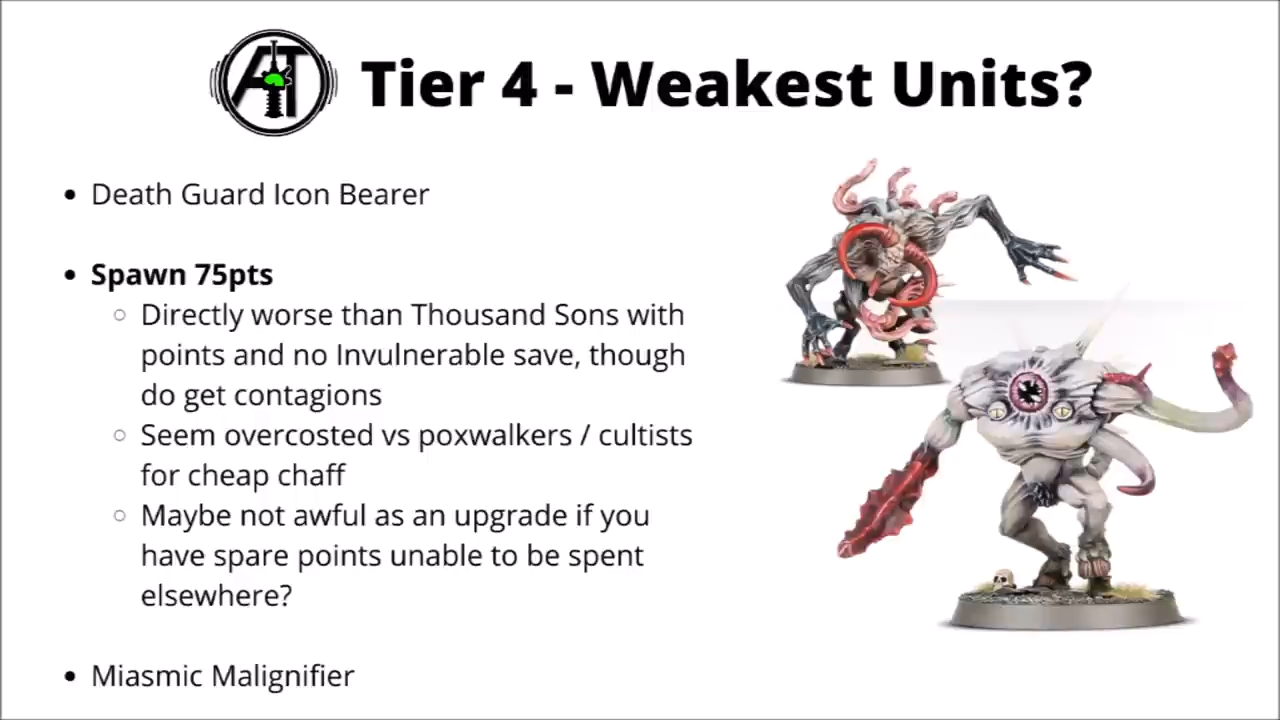 AT
Tier 4 - Weakest Units?
• Death Guard Icon Bearer
• Spawn 75pts
○ Directly worse than Thousand Sons with
points and no Invulnerable save, though
do get contagions
○ Seem overcosted vs poxwalkers / cultists
for cheap chaff
○ Maybe not awful as an upgrade if you
have spare points unable to be spent
elsewhere?
• Miasmic Malignifier